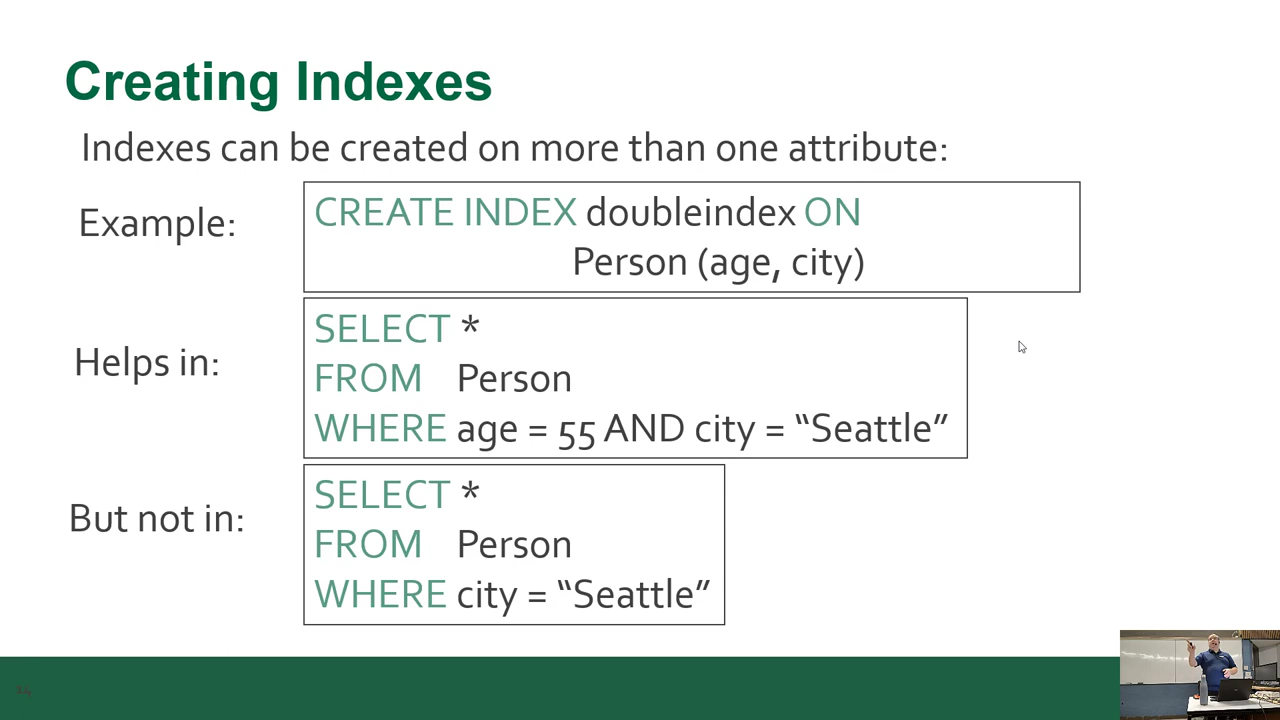 Creating Indexes
Indexes can be created on more than one attribute:
Example:
CREATE INDEX doubleindex ON
Person (age, city)
Helps in:
SELECT *
FROM Person
WHERE age = 55 AND city = “Seattle”
But not in:
SELECT *
FROM Person
WHERE city = “Seattle”